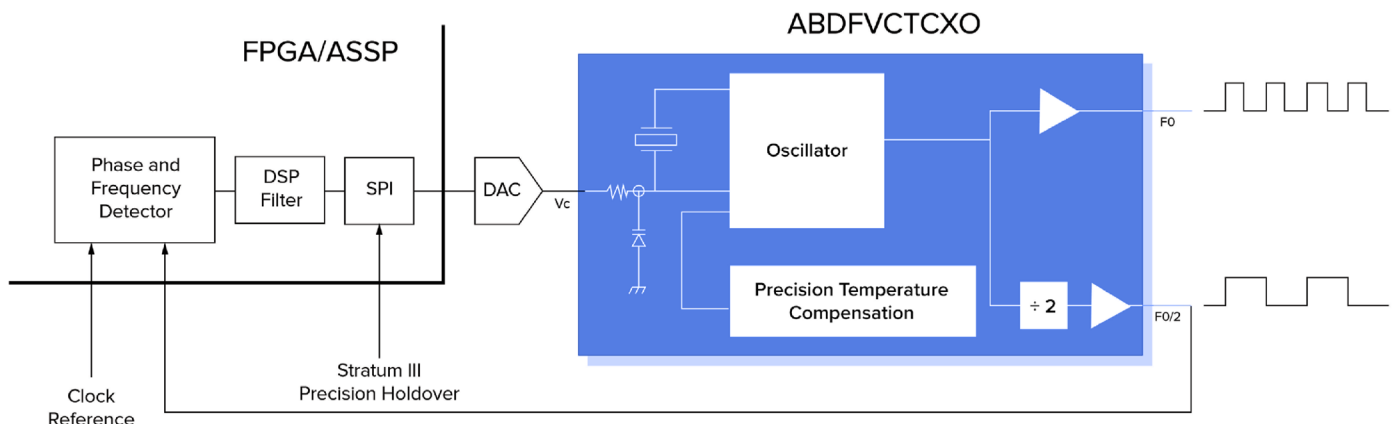 ABDFVCTCXO
FPGA/ASSP
Phase and
Frequency
Detector
DSP
Filter
SPI
DAC
Vc
Oscillator
Precision Temperature
Compensation
÷ 2
F0
F0/2
Stratum III
Precision Holdover
Clock
Reference